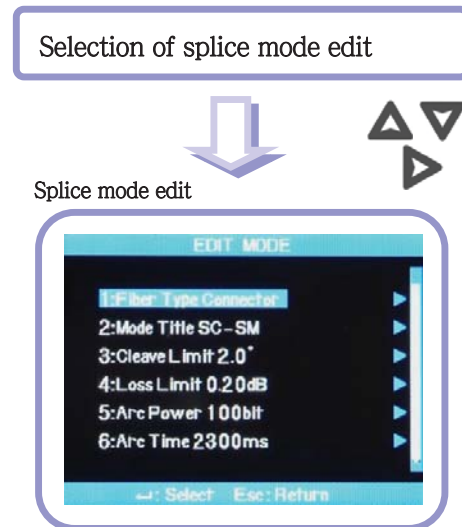 Selection of splice mode edit
Splice mode edit
EDIT MODE
1:Fiber Type Connector
2:Mode Title SC-SM
3:Cleave Limit 2.0°
4:Loss Limit 0.20dB
5:Arc Power 100bit
6:Arc Time 2300ms
↵: Select Esc: Return